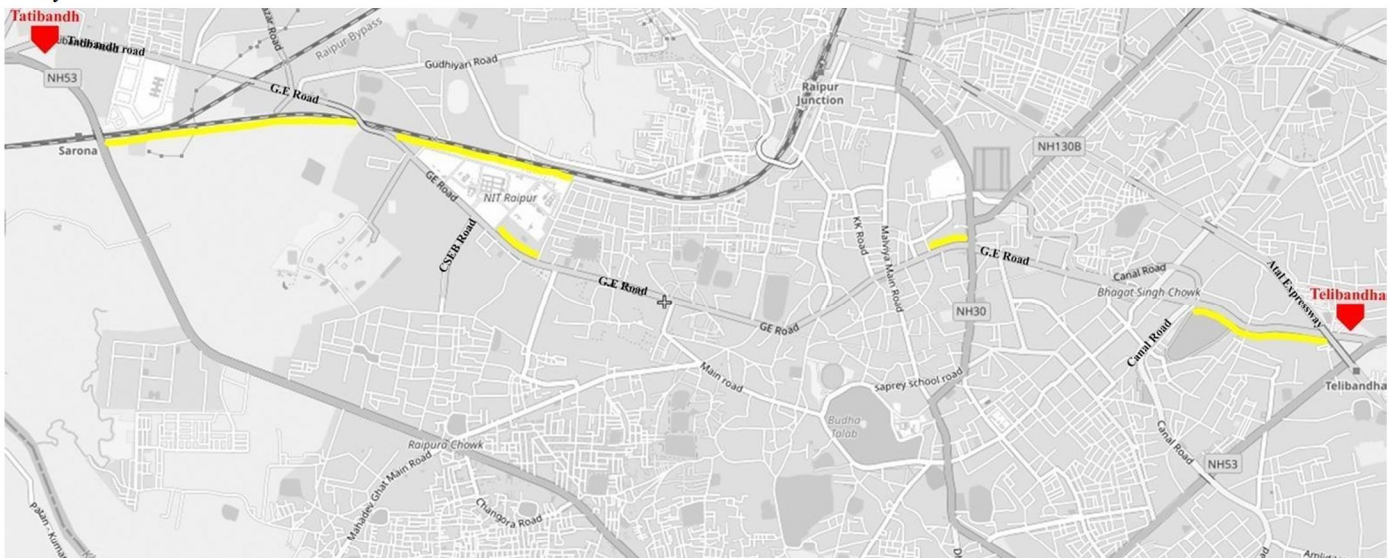 Tatibandh
Tatibandh road
Raipur Bypass
Gudhiyari Road
NH53
G.E Road
Raipur
Junction
NH130B
Sarona
GE Road
NIT Raipur
CSEB Road
KK Road
Malviya Main Road
G.E Road
Canal Road
Atal Expressway
Bhagat Singh Chowk
Telibandha
G.E Road
NH30
GE Road
Canal Road
Main road
saprey school road
Telibandha
Budha
Talab
Raipura Chowk
Canal Road
NH53
Mahadev Ghat Main Road
Changora Road